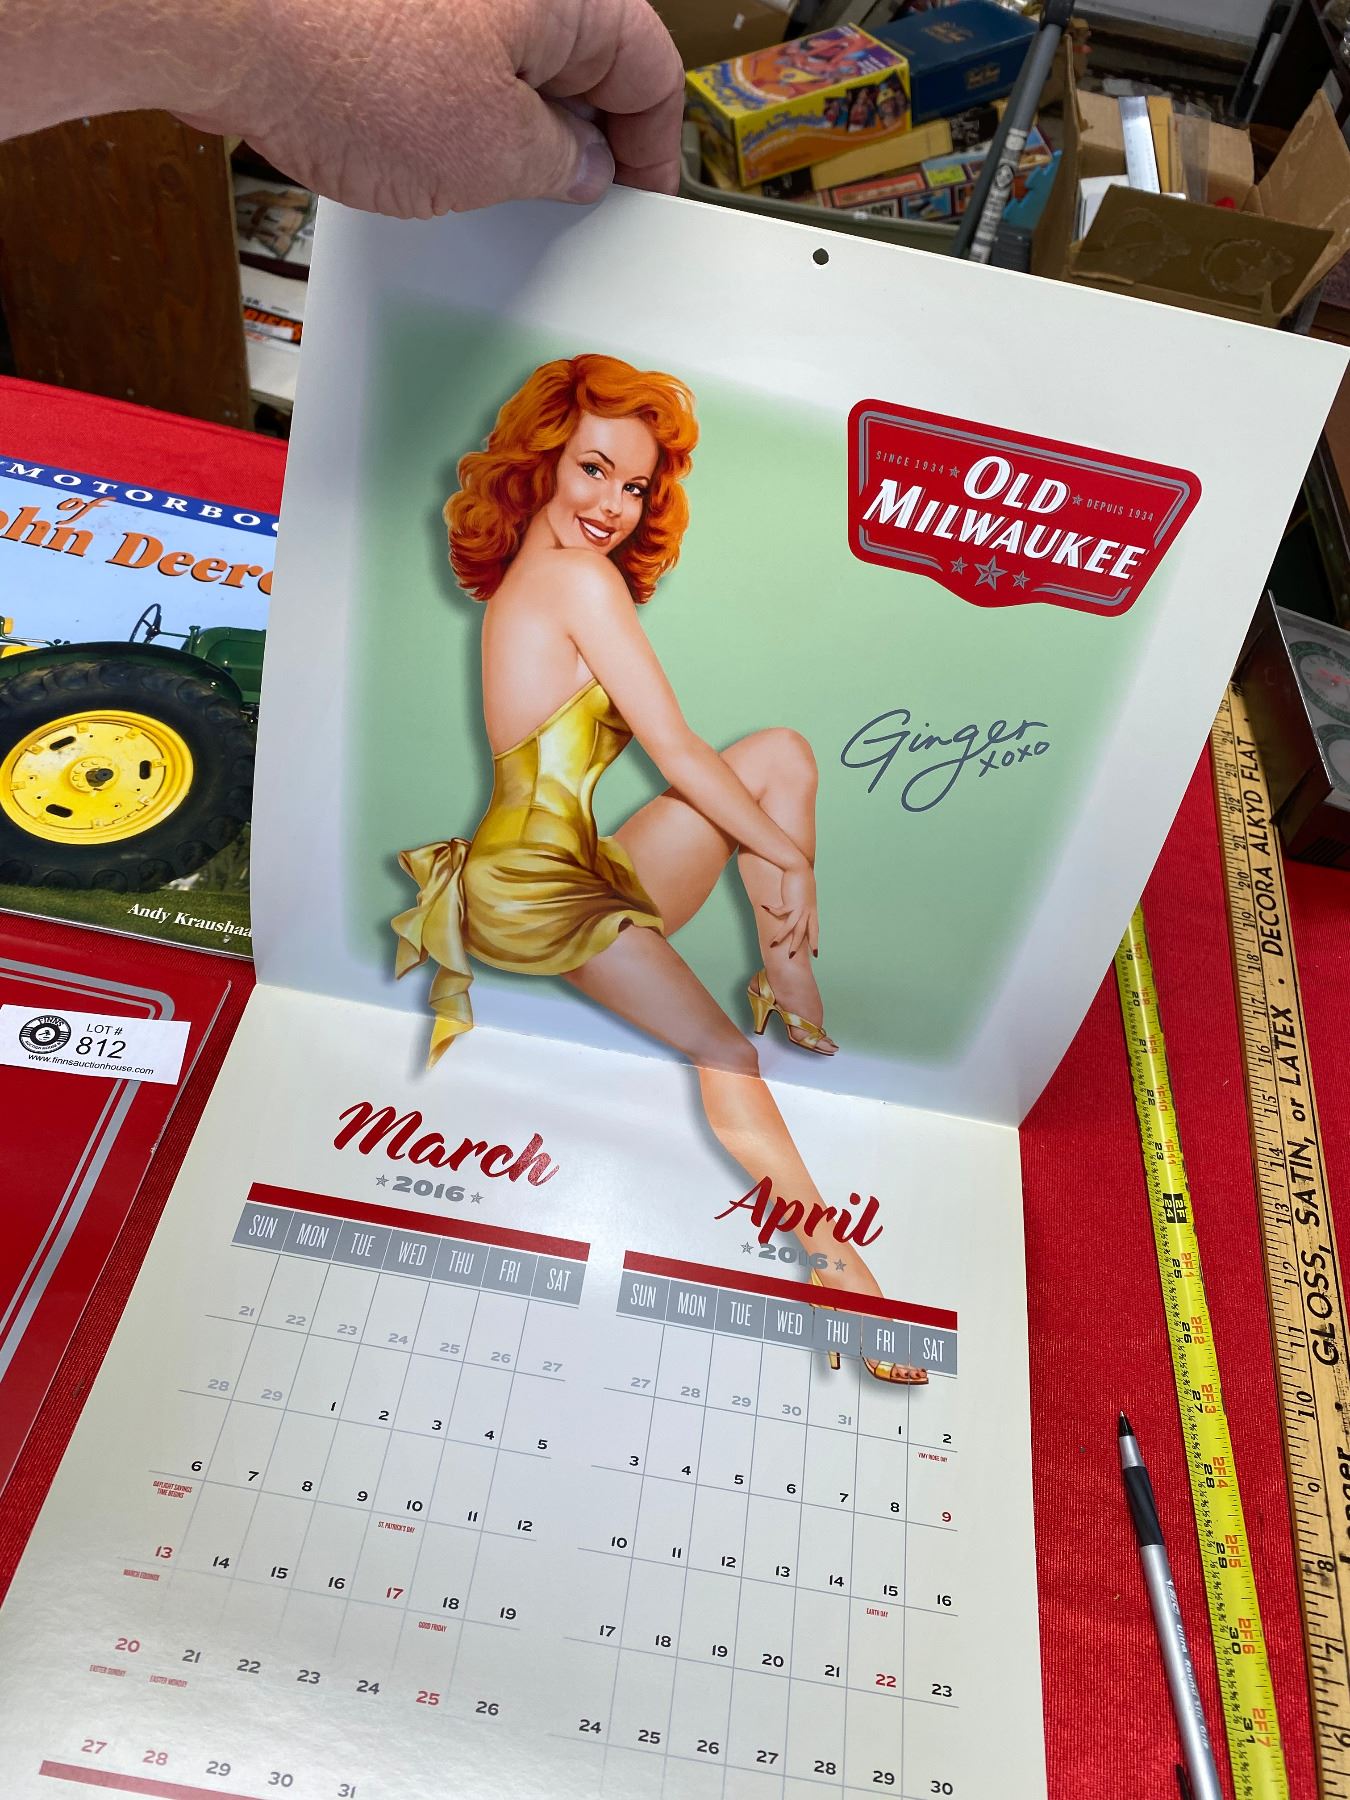 SINCE 1934 OLD DEPUIS 1934
MILWAUKEE
Ginger
xoxo
MOTORBOO
of
ohn Deere
Andy Kraushaa
FINNS
LOT #
812
www.finnsauctionhouse.com
March
2016
SUN MON TUE WED THU FRI SAT
21 22 23 24 25 26 27
28 29 1 2 3 4 5
6 7 8 9 10 11 12
DAYLIGHT SAVINGS
TIME BEGINS
ST. PATRICK'S DAY
13 14 15 16 17 18 19
MARCH EQUINOX
GOOD FRIDAY
20 21 22 23 24 25 26
EASTER SUNDAY EASTER MONDAY
27 28 29 30 31
April
2016
SUN MON TUE WED THU FRI SAT
27 28 29 30 31 1 2
VIMY RIDGE DAY
3 4 5 6 7 8 9
10 11 12 13 14 15 16
EARTH DAY
17 18 19 20 21 22 23
24 25 26 27 28 29 30
GLOSS, SATIN, or LATEX · DECORA ALKYD FLAT